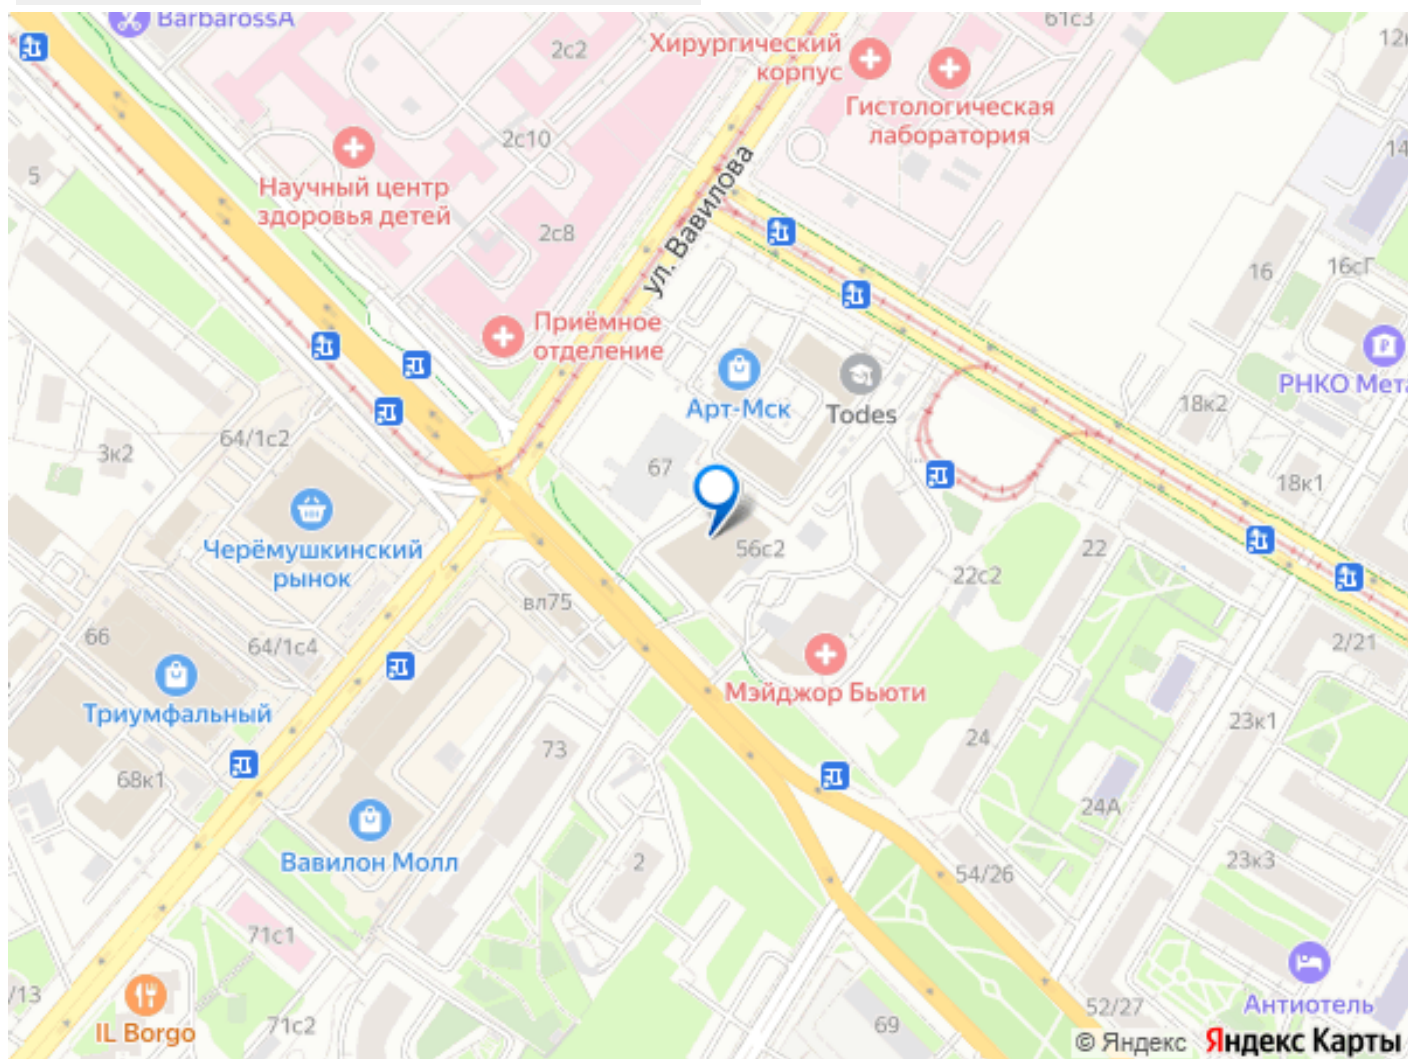 BarbarossA
2с2
Хирургический
корпус
61с3
Гистологическая
лаборатория
2с10
14
5
Научный центр
здоровья детей
2с8
ул. Вавилова
16
16сГ
Приёмное
отделение
РНКО Мета
Арт-Мск
Todes
18к2
64/1с2
3к2
67
18к1
Черёмушкинский
рынок
56с2
22
22с2
вл75
66
64/1с4
2/21
Мэйджор Бьюти
Триумфальный
23к1
73
24
68к1
24А
Вавилон Молл
2
54/26
23к3
71с1
/13
Антиотель
52/27
IL Borgo
71с2
69
© Яндекс
Яндекс Карты